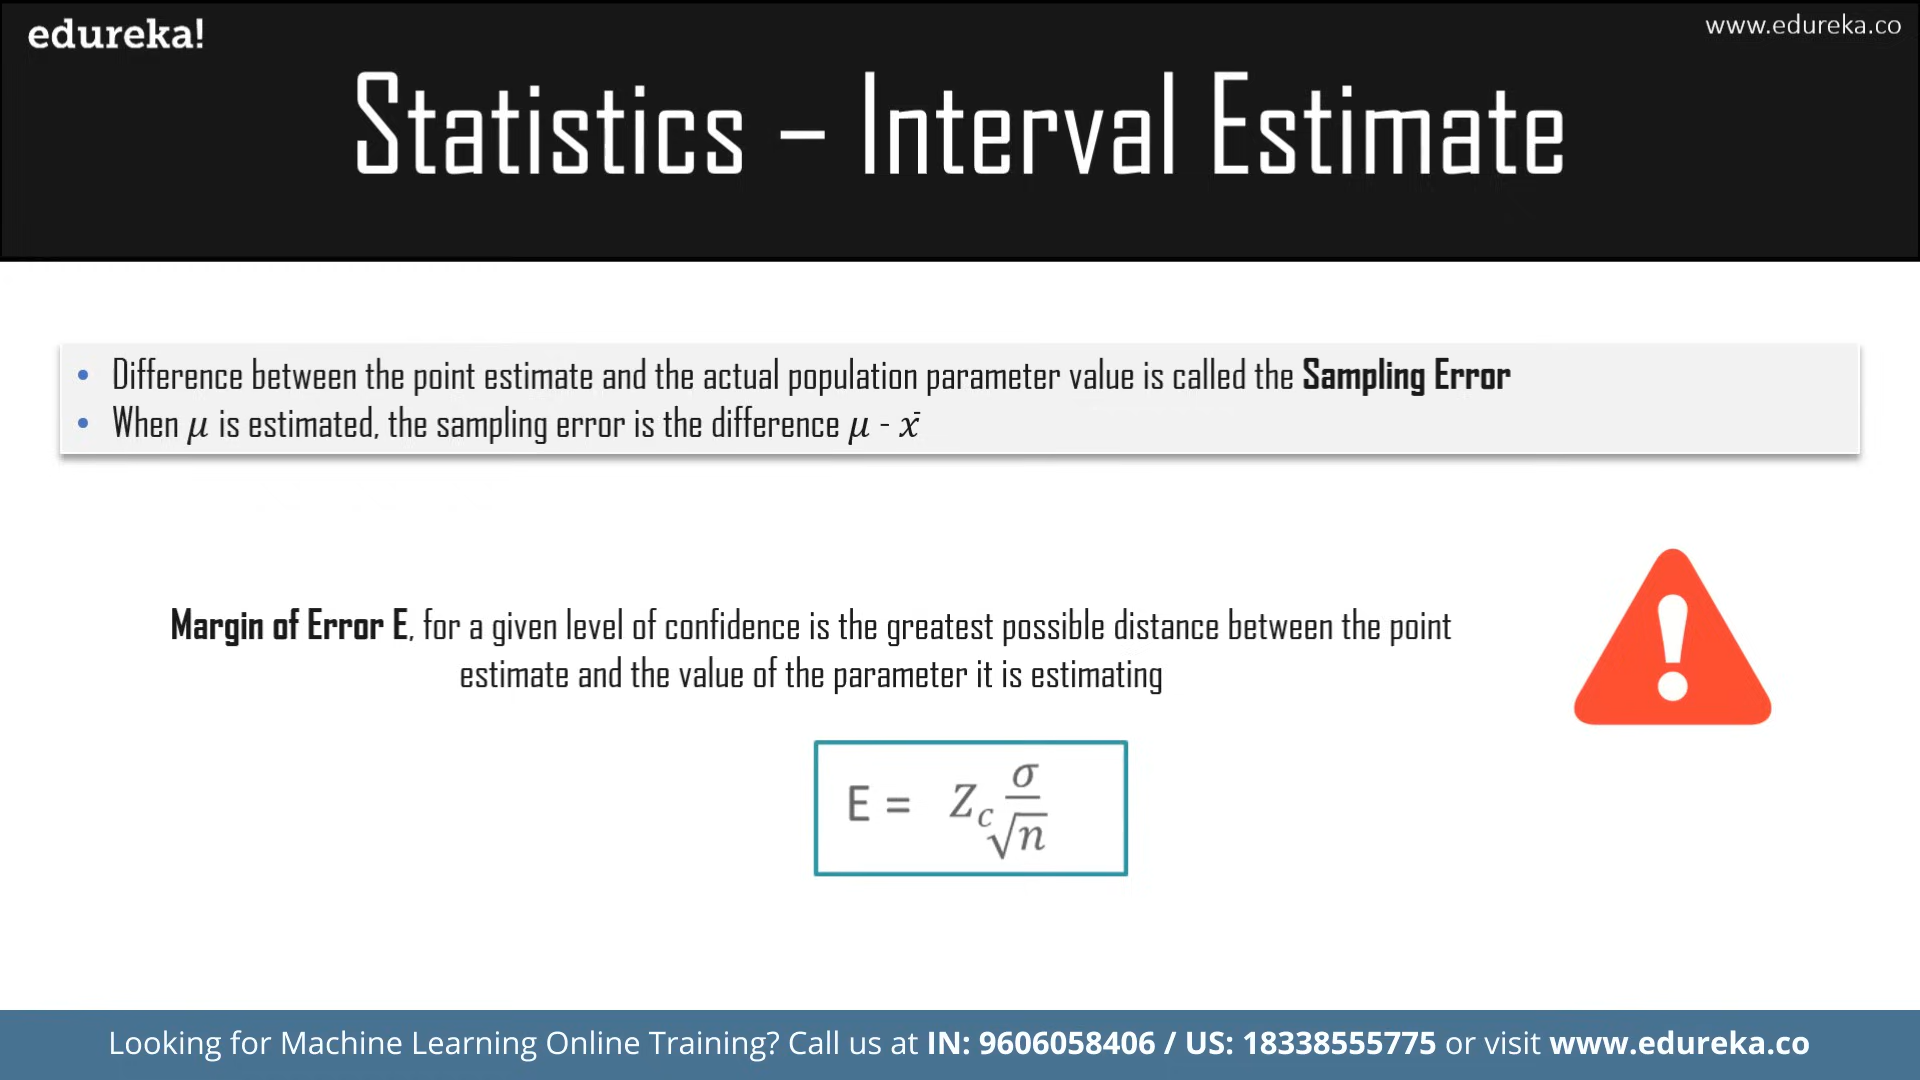 edureka!
www.edureka.co
Statistics – Interval Estimate
• Difference between the point estimate and the actual population parameter value is called the Sampling Error
• When μ is estimated, the sampling error is the difference μ - x̄
Margin of Error E, for a given level of confidence is the greatest possible distance between the point
estimate and the value of the parameter it is estimating
E = Z_c σ/√n
Looking for Machine Learning Online Training? Call us at IN: 9606058406 / US: 18338555775 or visit www.edureka.co